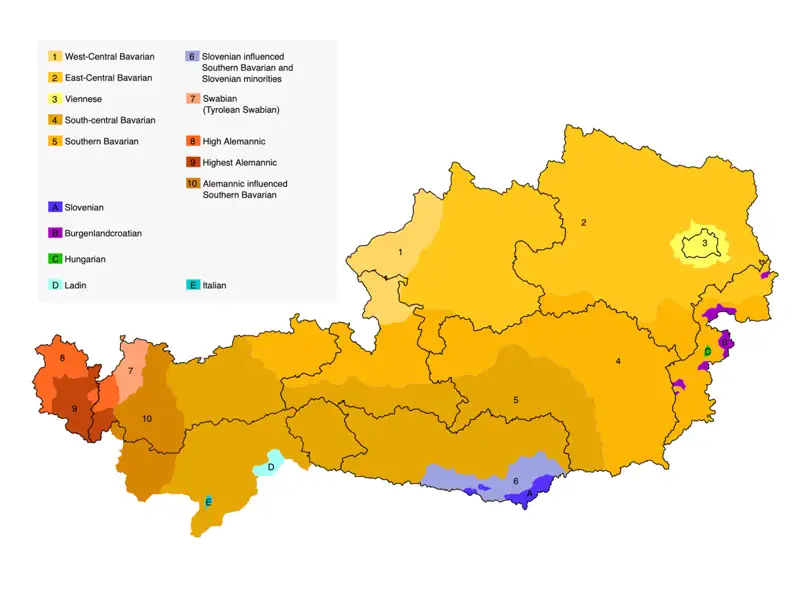 1 West-Central Bavarian
2 East-Central Bavarian
3 Viennese
4 South-central Bavarian
5 Southern Bavarian
A Slovenian
B Burgenlandcroatian
C Hungarian
D Ladin
6 Slovenian influenced
Southern Bavarian and
Slovenian minorities
7 Swabian
(Tyrolean Swabian)
8 High Alemannic
9 Highest Alemannic
10 Alemannic influenced
Southern Bavarian
E Italian
2
3
1
B
C
8
4
7
5
9
10
D
6
A
E